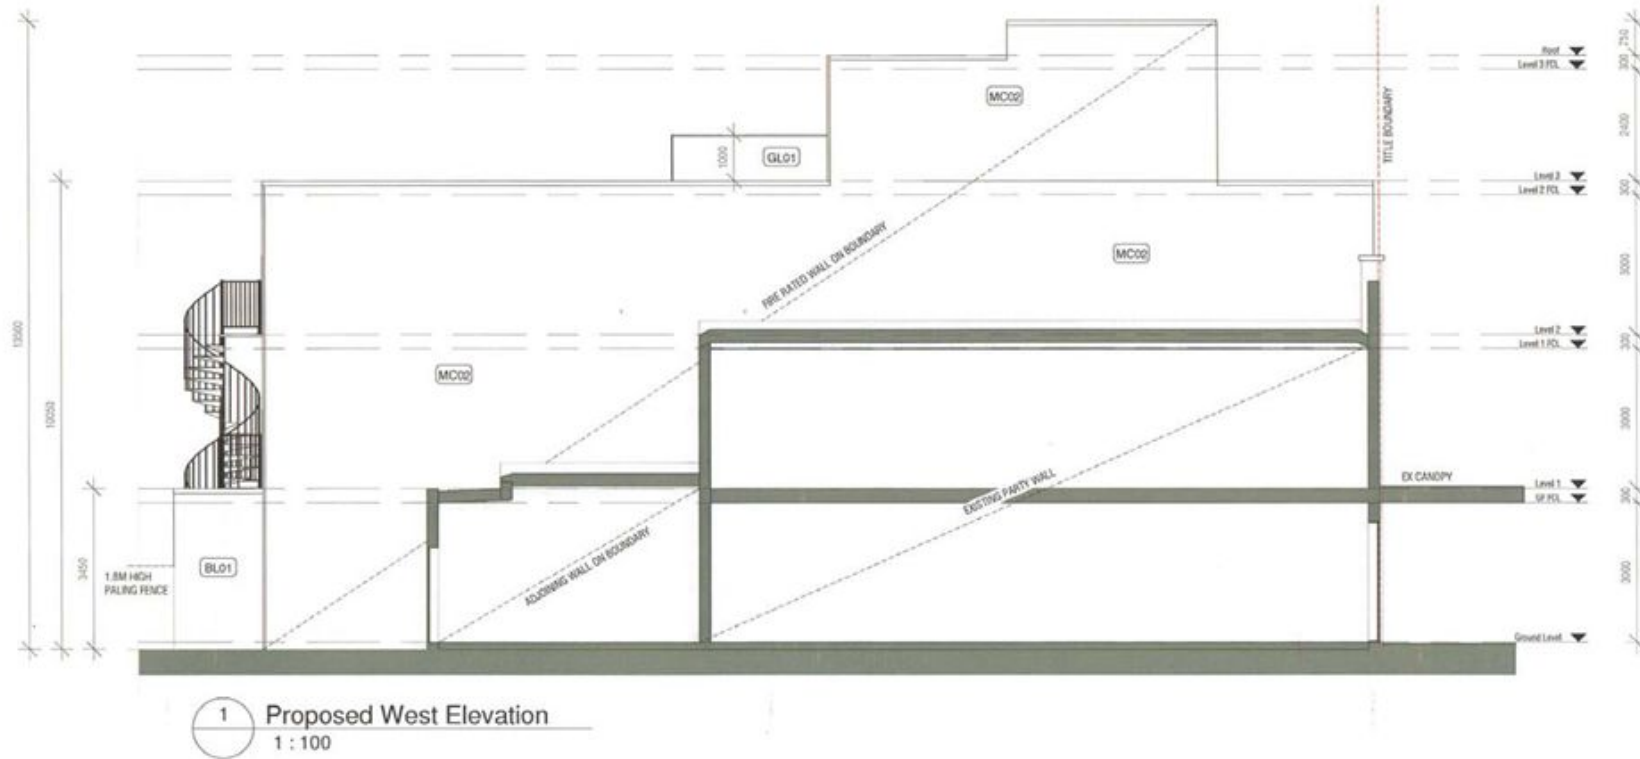 750
Roof
300
Level 3 FCL
MC02
TITLE BOUNDARY
2400
1000
GL01
Level 3
300
Level 2 FCL
FIRE RATED WALL ON BOUNDARY
MC02
3000
13000
Level 2
300
Level 1 FCL
MC02
10050
3000
EX CANOPY
EXISTING PARTY WALL
Level 1
300
GF FCL
ADJOINING WALL ON BOUNDARY
3450
BL01
1.8M HIGH
PALING FENCE
3000
Ground Level
1
Proposed West Elevation
1 : 100